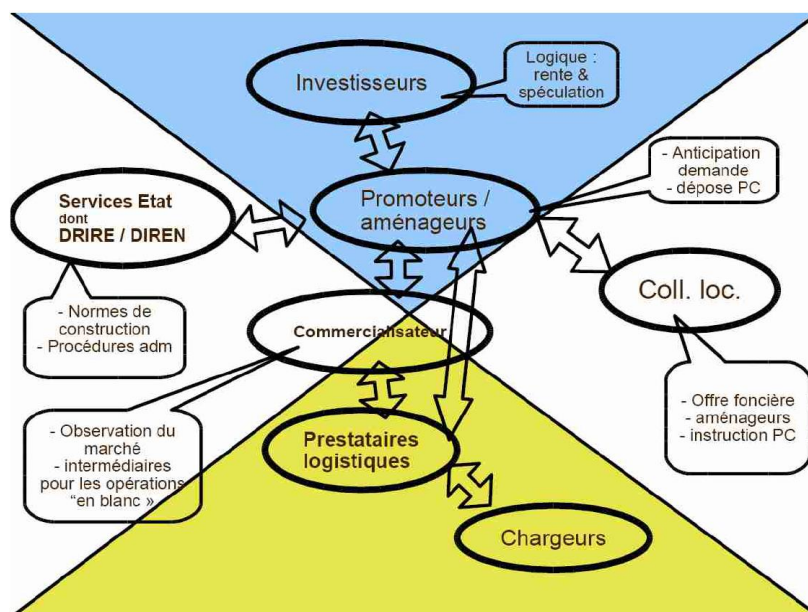 Investisseurs
Logique :
rente &
spéculation
Promoteurs /
aménageurs
- Anticipation
demande
- dépose PC
Services Etat
dont
DRIRE / DIREN
Coll. loc.
- Normes de
construction
- Procédures adm
Commercialisateur
- Offre foncière
- aménageurs
- instruction PC
- Observation du
marché
- intermédiaires
pour les opérations
"en blanc »
Prestataires
logistiques
Chargeurs